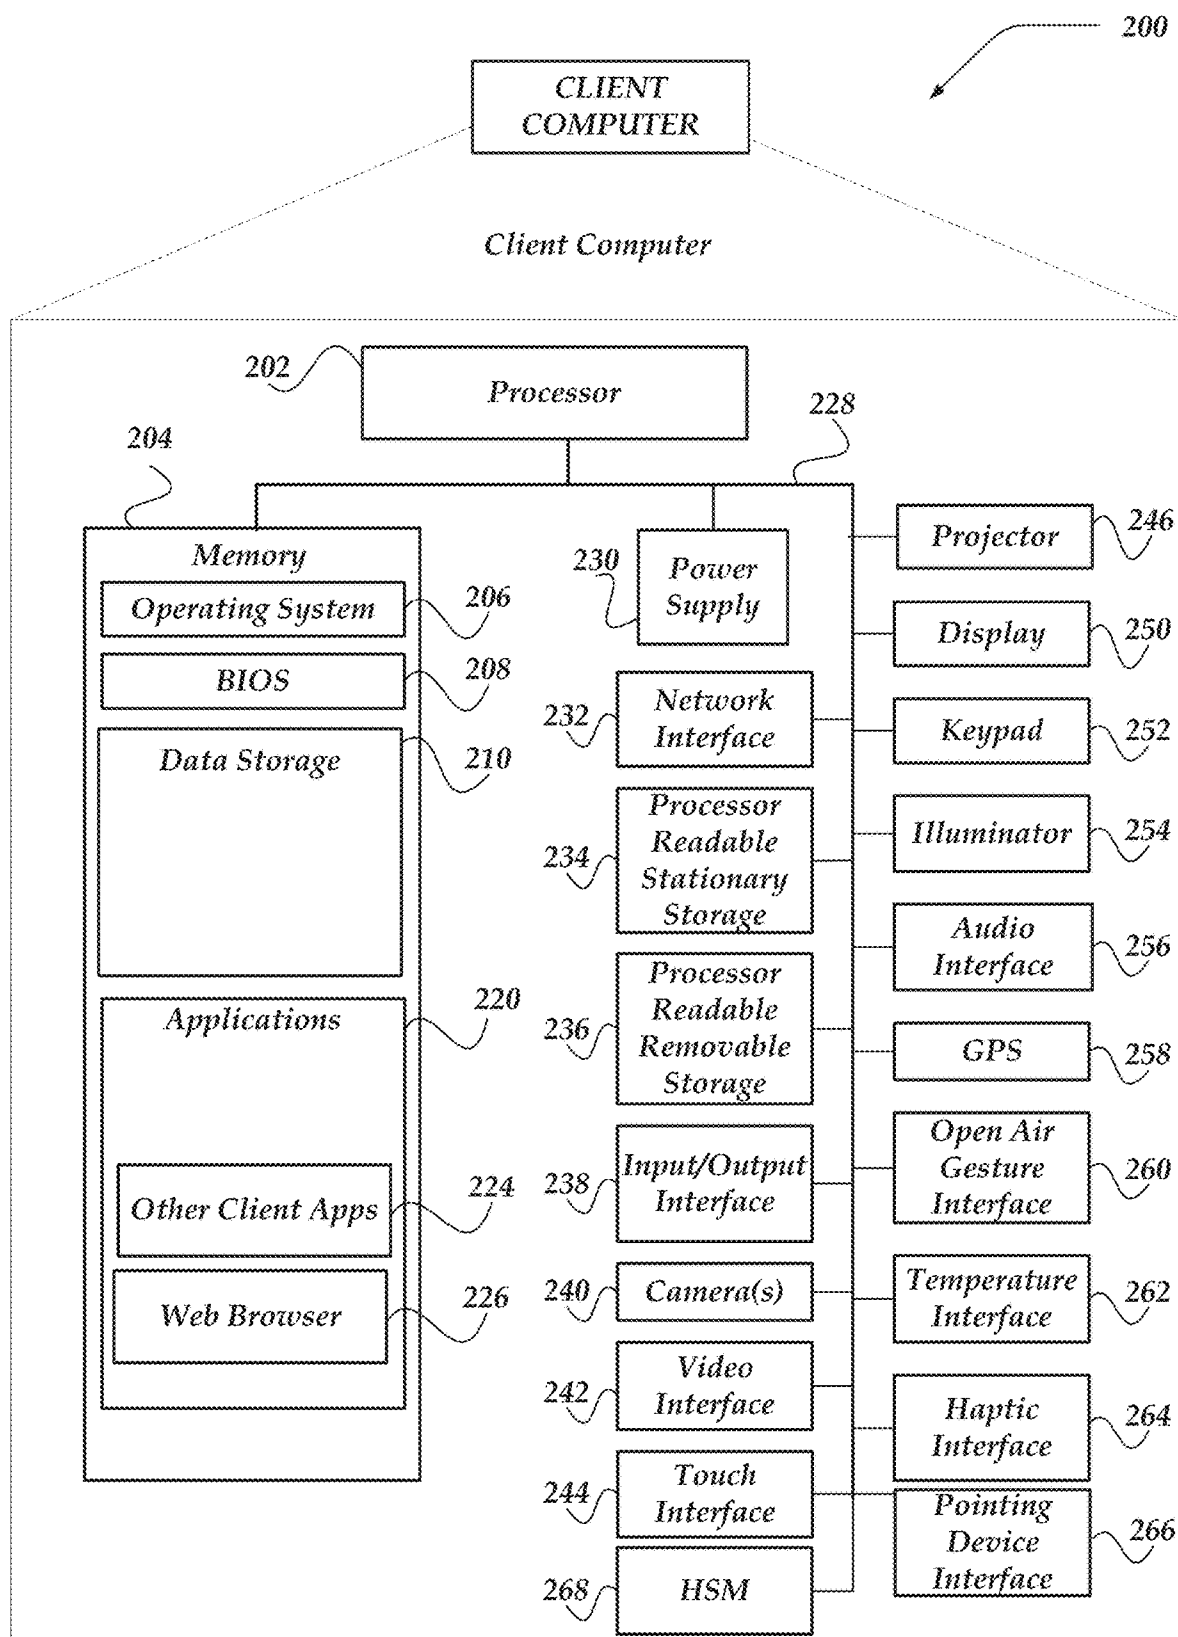 200
CLIENT
COMPUTER
Client Computer
202
Processor
228
204
Memory
Operating System
206
BIOS
208
Data Storage
210
Applications
220
Other Client Apps
224
Web Browser
226
230
Power
Supply
232
Network
Interface
234
Processor
Readable
Stationary
Storage
236
Processor
Readable
Removable
Storage
238
Input/Output
Interface
240
Camera(s)
242
Video
Interface
244
Touch
Interface
268
HSM
Projector
246
Display
250
Keypad
252
Illuminator
254
Audio
Interface
256
GPS
258
Open Air
Gesture
Interface
260
Temperature
Interface
262
Haptic
Interface
264
Pointing
Device
Interface
266